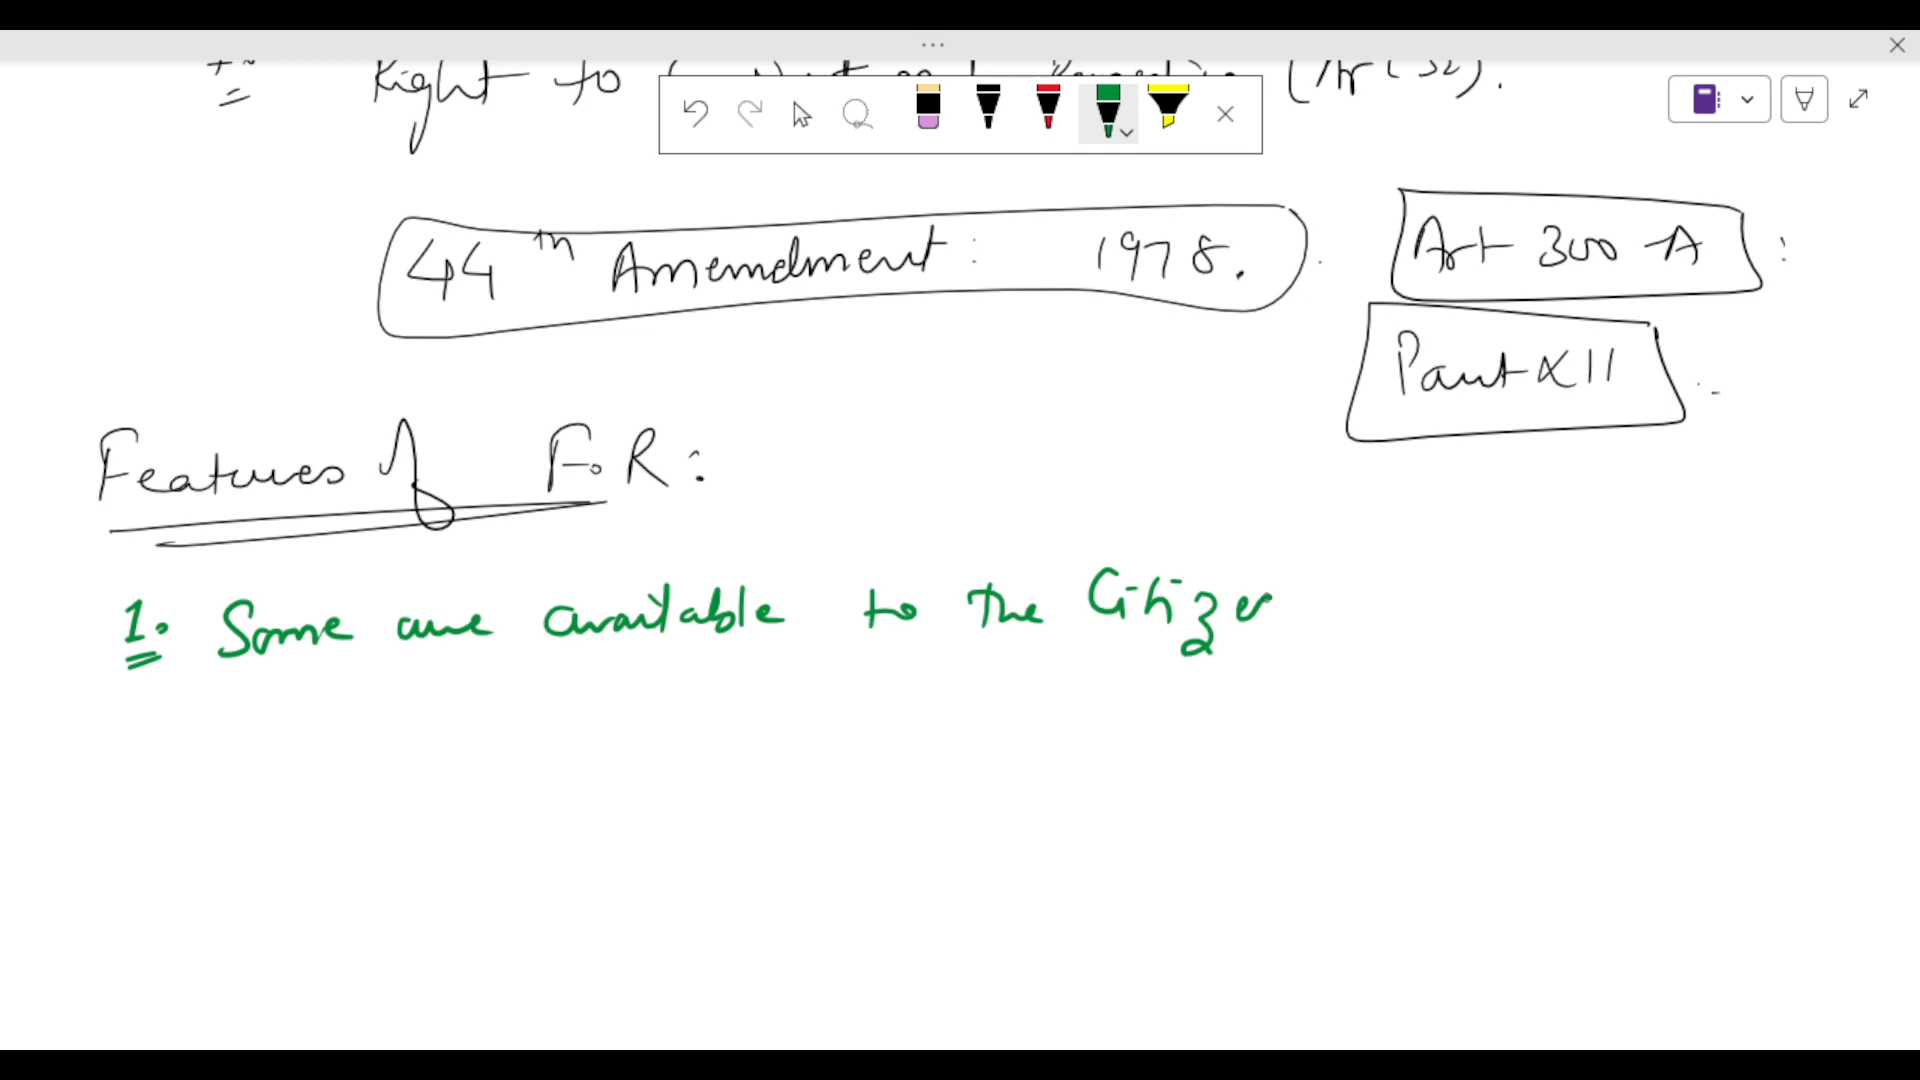 Right to (Art 32).
44th Amendment : 1978.
Art 300-A :
Part XII
Features of F.R :
1. Some are available to the Citize